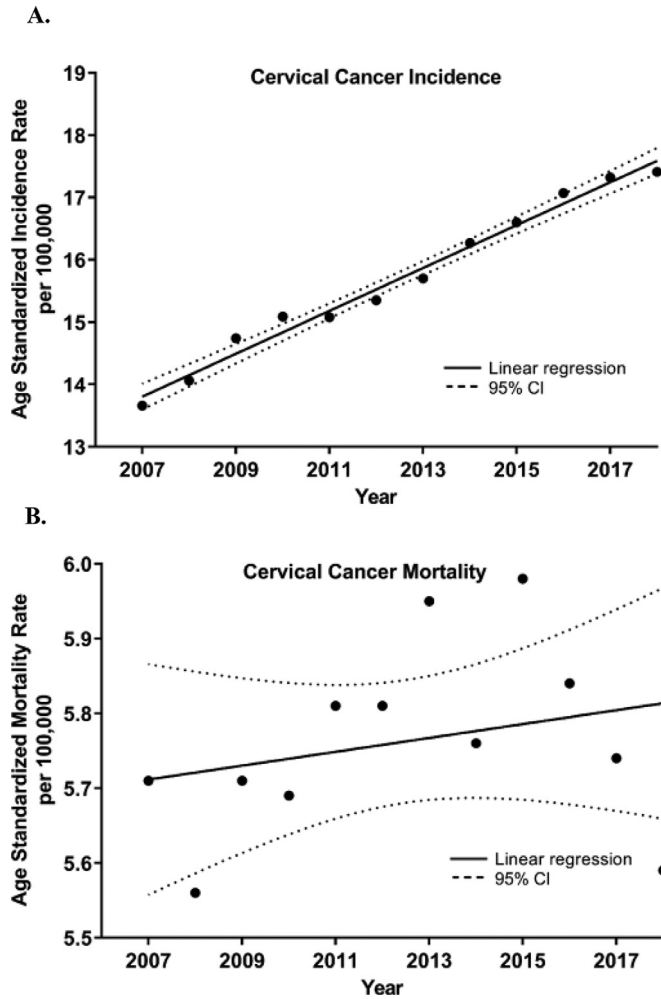 A.
Cervical Cancer Incidence
Age Standardized Incidence Rate
per 100,000
19
18
17
16
15
14
13
Linear regression
95% CI
2007 2009 2011 2013 2015 2017
Year
B.
Cervical Cancer Mortality
Age Standardized Mortality Rate
per 100,000
6.0
5.9
5.8
5.7
5.6
5.5
Linear regression
95% CI
2007 2009 2011 2013 2015 2017
Year